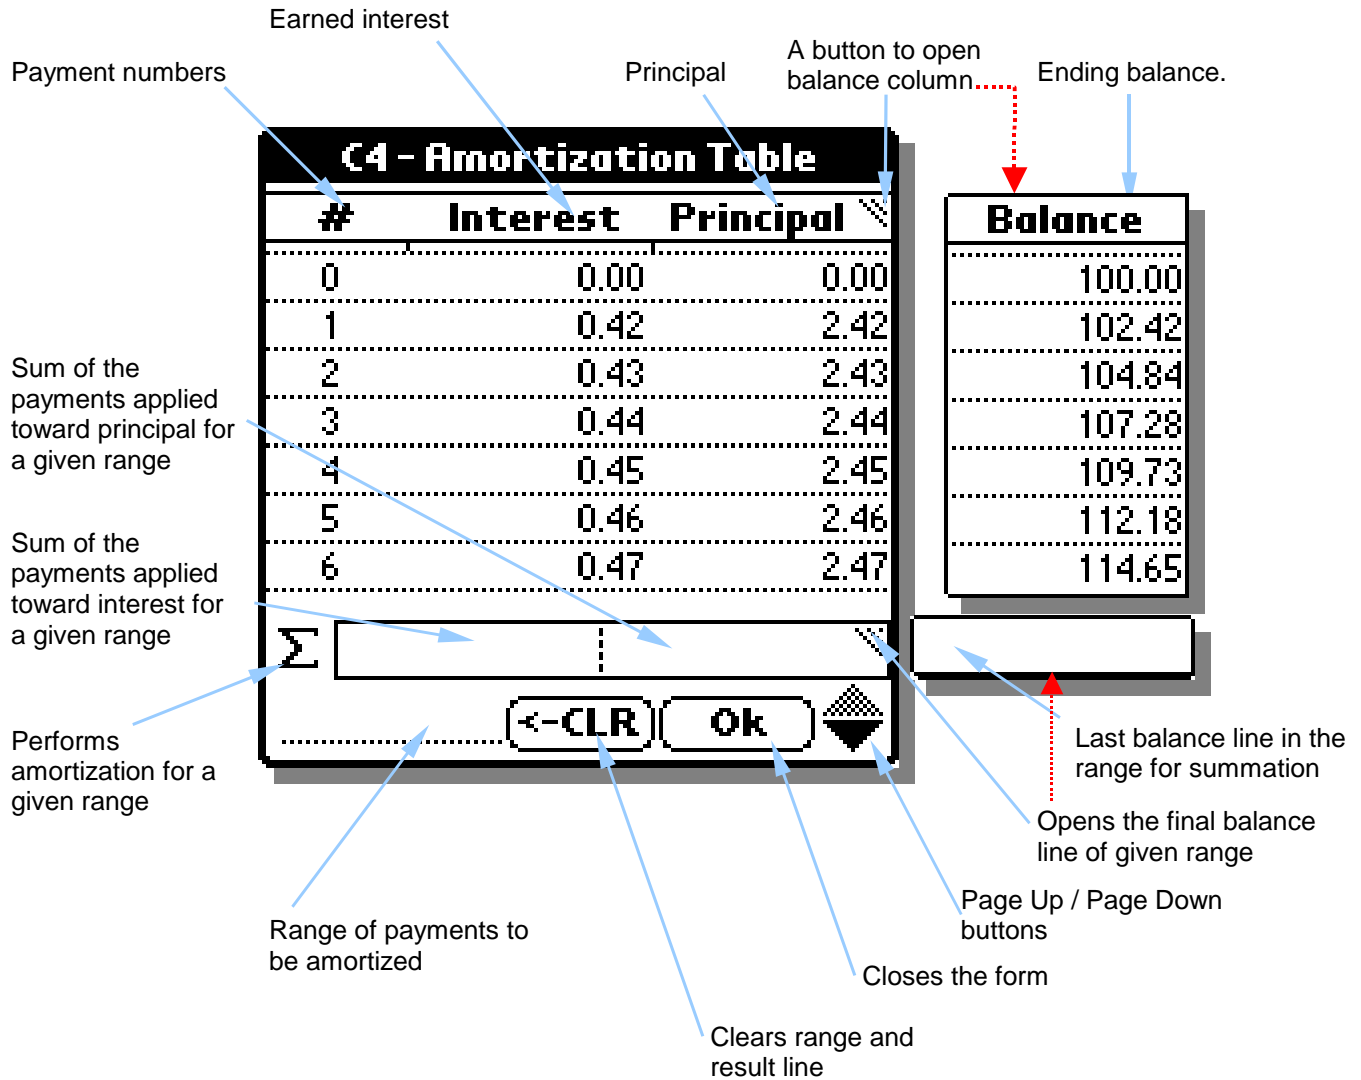 Earned interest
Payment numbers
Principal
A button to open
balance column
Ending balance.
C4 - Amortization Table
# Interest Principal
Balance
0 0.00 0.00 100.00
1 0.42 2.42 102.42
2 0.43 2.43 104.84
3 0.44 2.44 107.28
4 0.45 2.45 109.73
5 0.46 2.46 112.18
6 0.47 2.47 114.65
Sum of the
payments applied
toward principal for
a given range
Sum of the
payments applied
toward interest for
a given range
Σ
<-CLR Ok
Performs
amortization for a
given range
Last balance line in the
range for summation
Opens the final balance
line of given range
Page Up / Page Down
buttons
Range of payments to
be amortized
Closes the form
Clears range and
result line